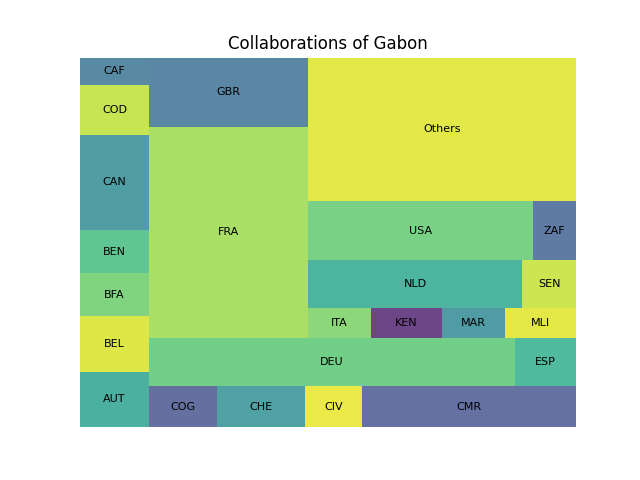 Collaborations of Gabon
CAF
GBR
COD
Others
CAN
FRA
USA
ZAF
BEN
NLD
SEN
BFA
ITA
KEN
MAR
MLI
BEL
DEU
ESP
AUT
COG
CHE
CIV
CMR